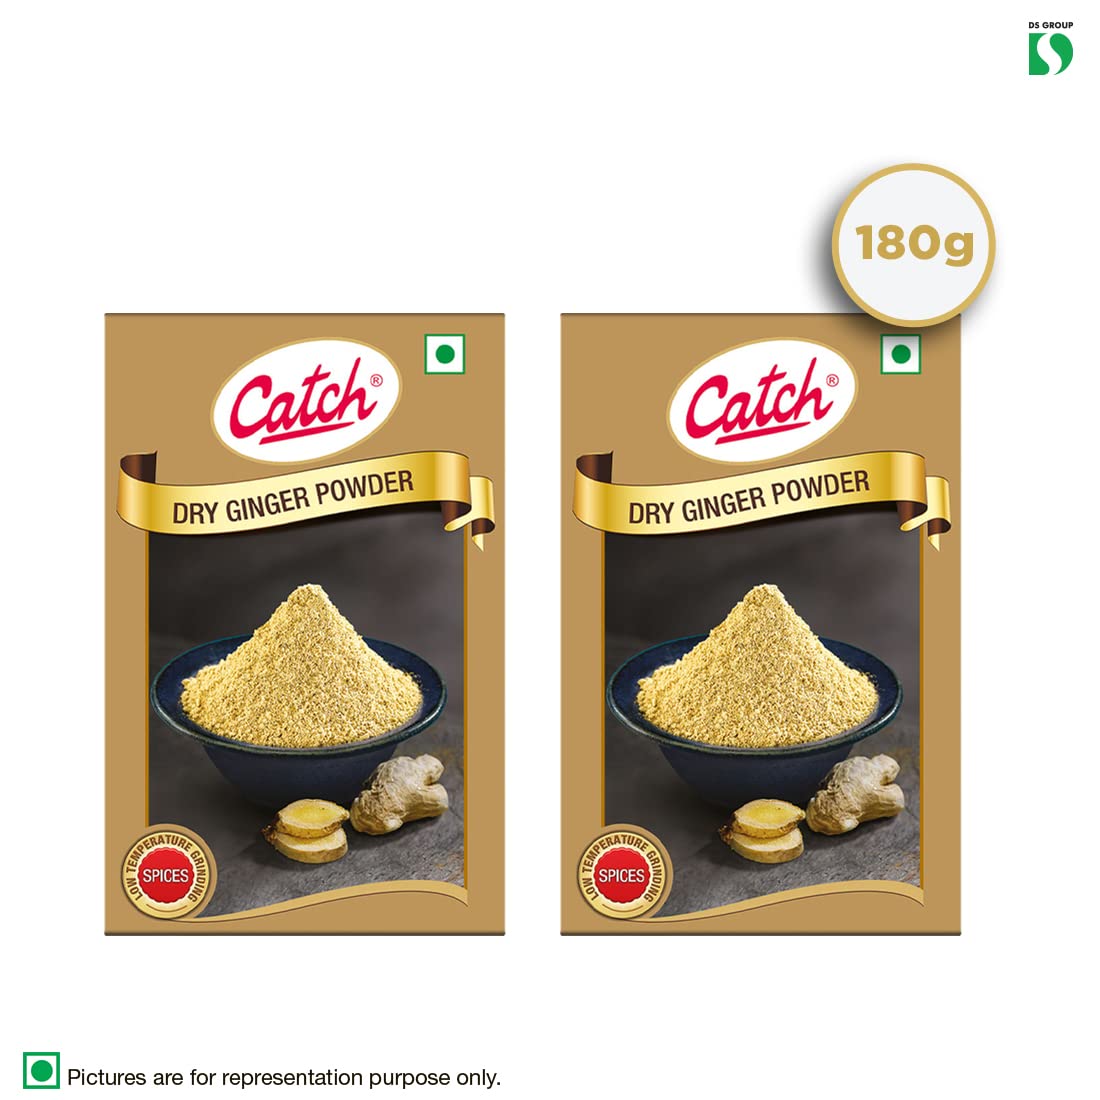 DS GROUP
180g
Catch®
DRY GINGER POWDER
LOW TEMPERATURE GRINDING
SPICES
Catch®
DRY GINGER POWDER
LOW TEMPERATURE GRINDING
SPICES
Pictures are for representation purpose only.